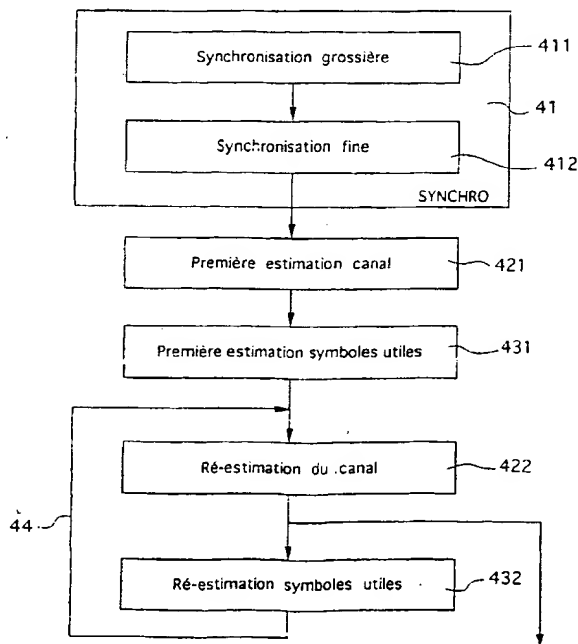 Synchronisation grossière
411
41
Synchronisation fine
412
SYNCHRO
Première estimation canal
421
Première estimation symboles utiles
431
Ré-estimation du canal
422
44
Ré-estimation symboles utiles
432